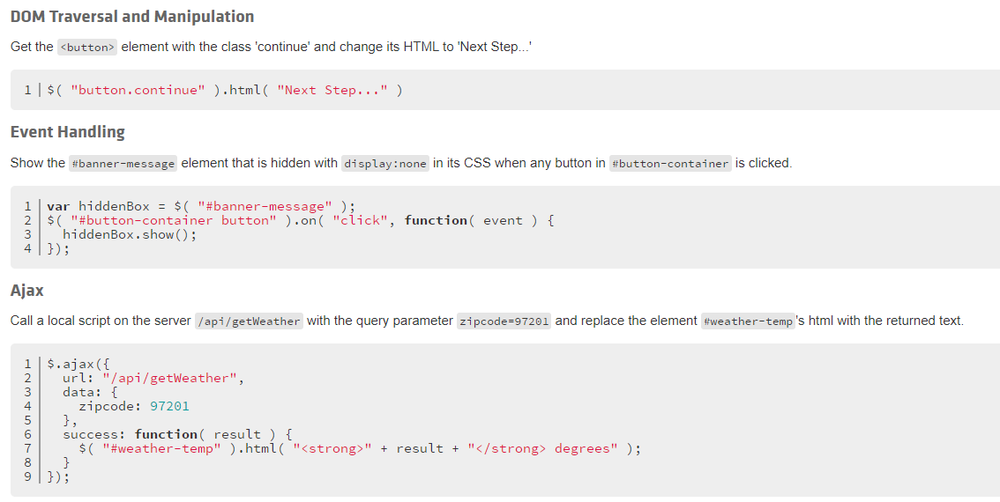 DOM Traversal and Manipulation
Get the <button> element with the class 'continue' and change its HTML to 'Next Step...'
1 $( "button.continue" ).html( "Next Step..." )
Event Handling
Show the #banner-message element that is hidden with display:none in its CSS when any button in #button-container is clicked.
1 var hiddenBox = $( "#banner-message" );
2 $( "#button-container button" ).on( "click", function( event ) {
3   hiddenBox.show();
4 });
Ajax
Call a local script on the server /api/getWeather with the query parameter zipcode=97201 and replace the element #weather-temp's html with the returned text.
1 $.ajax({
2   url: "/api/getWeather",
3   data: {
4     zipcode: 97201
5   },
6   success: function( result ) {
7     $( "#weather-temp" ).html( "<strong>" + result + "</strong> degrees" );
8   }
9 });